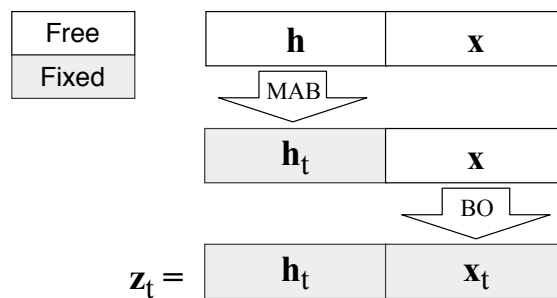 Free
Fixed
h x
MAB
h_t x
BO
z_t = h_t x_t